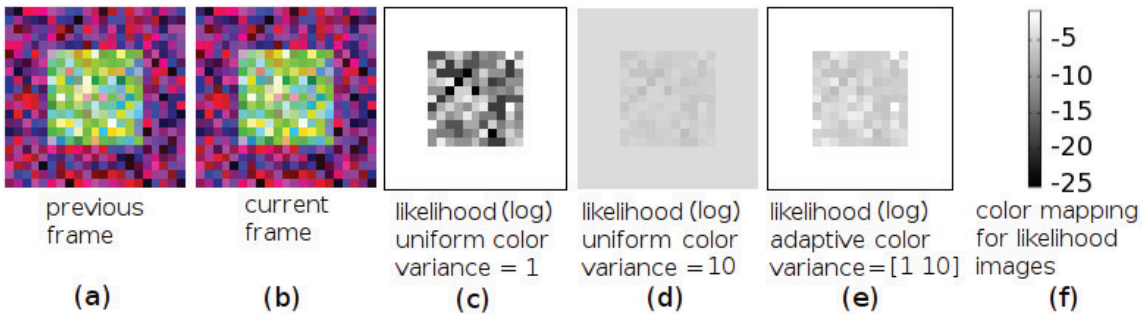 -5
-10
-15
-20
-25
previous
frame
(a)
current
frame
(b)
likelihood (log)
uniform color
variance = 1
(c)
likelihood (log)
uniform color
variance =10
(d)
likelihood (log)
adaptive color
variance=[1 10]
(e)
color mapping
for likelihood
images
(f)